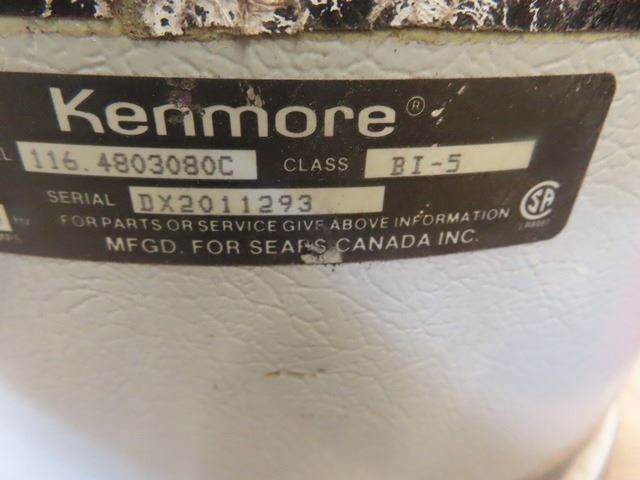 Kenmore®
L 116.4803080C CLASS BI-5
SERIAL DX2011293
HZ FOR PARTS OR SERVICE GIVE ABOVE INFORMATION
MFGD. FOR SEARS CANADA INC.